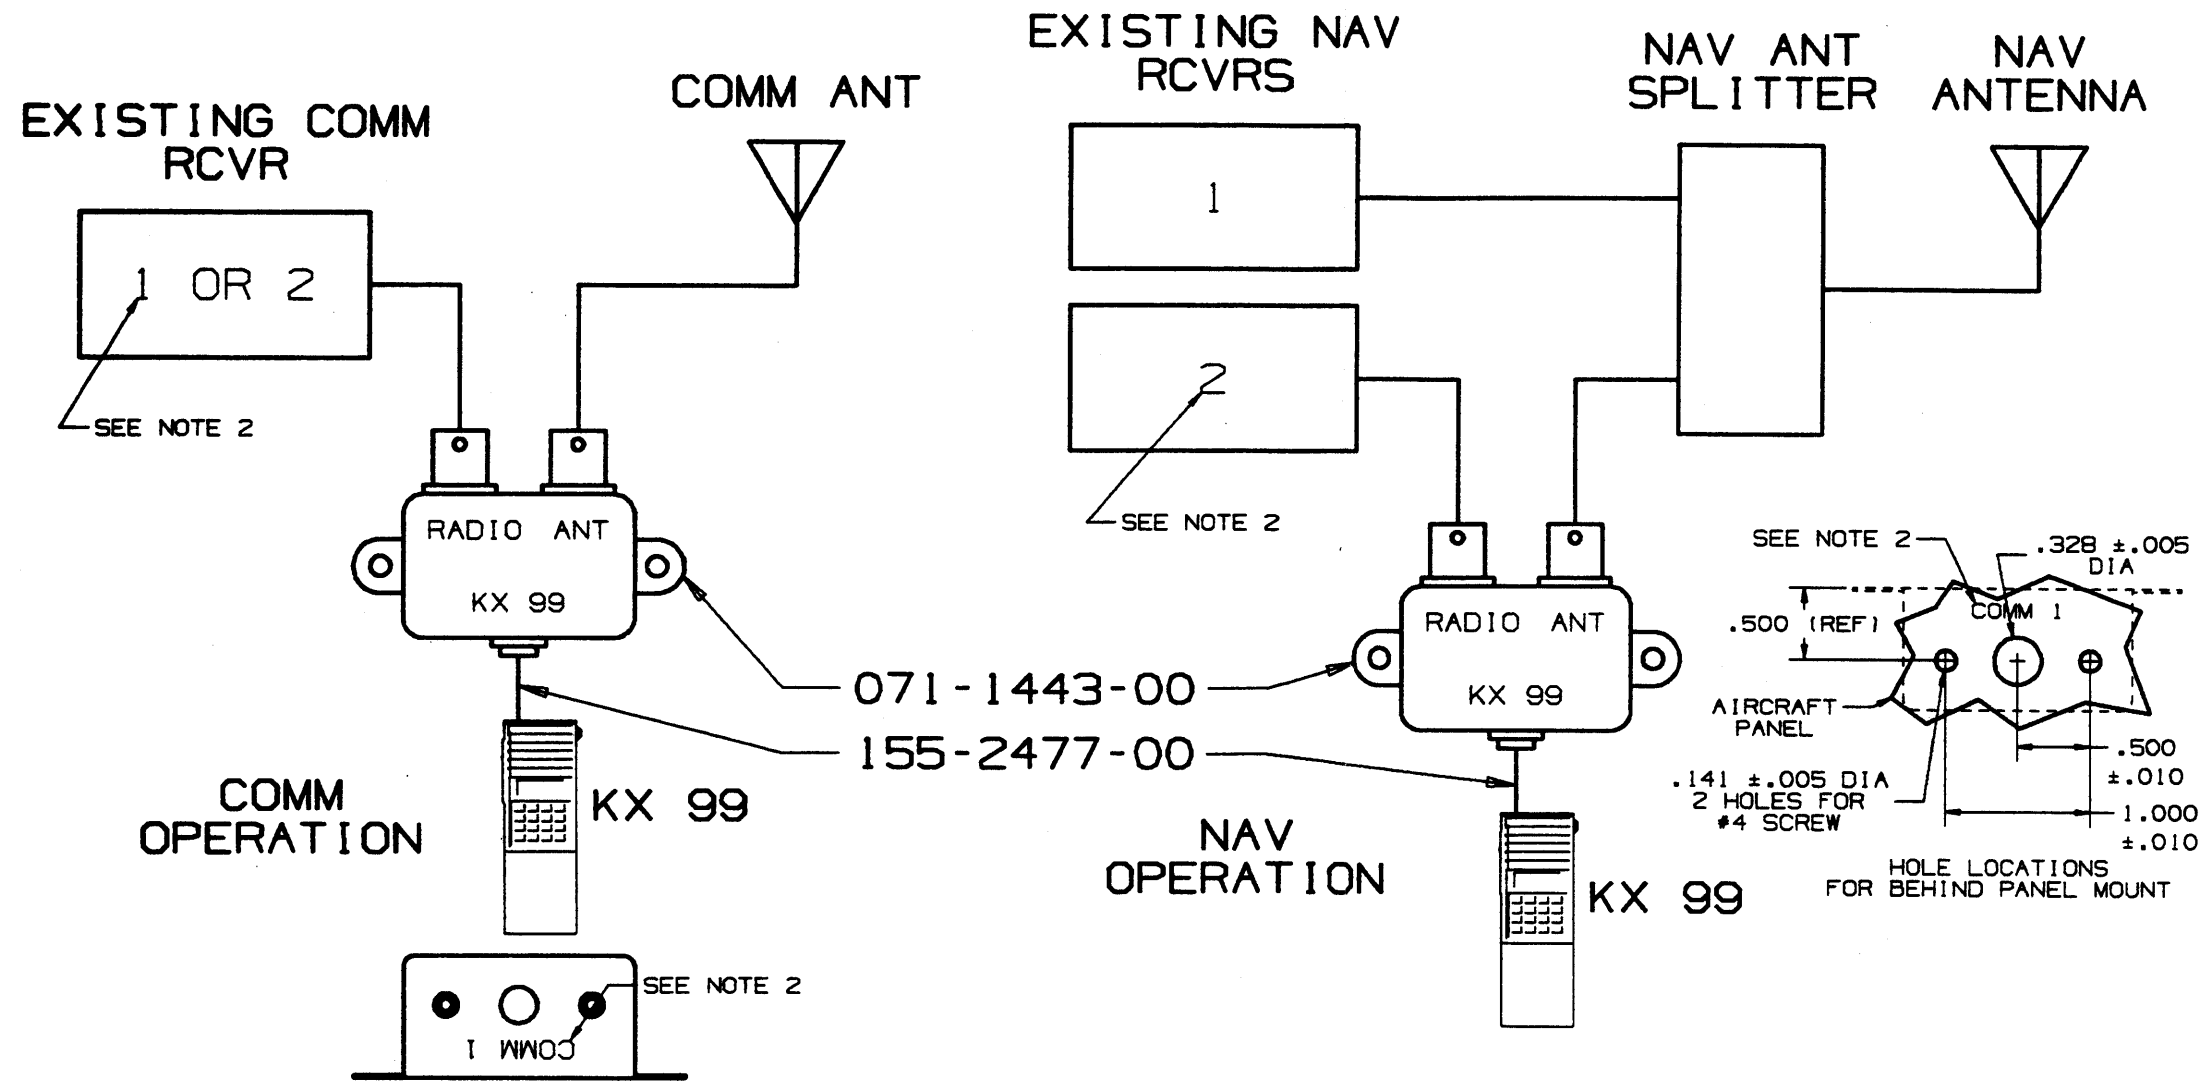 EXISTING COMM
RCVR
COMM ANT
1 OR 2
SEE NOTE 2
RADIO ANT
KX 99
COMM
OPERATION
KX 99
SEE NOTE 2
COMM 1
071-1443-00
155-2477-00
EXISTING NAV
RCVRS
NAV ANT
SPLITTER
NAV
ANTENNA
1
2
SEE NOTE 2
RADIO ANT
KX 99
NAV
OPERATION
KX 99
SEE NOTE 2
.328 ±.005
DIA
COMM 1
.500 (REF)
AIRCRAFT
PANEL
.500
±.010
.141 ±.005 DIA
2 HOLES FOR
#4 SCREW
1.000
±.010
HOLE LOCATIONS
FOR BEHIND PANEL MOUNT